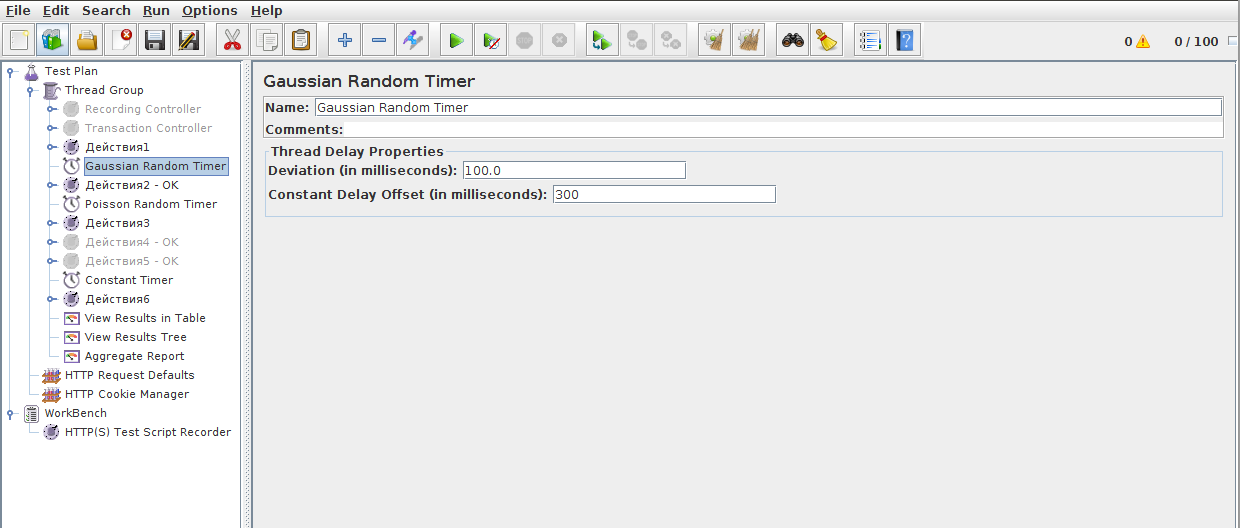 File Edit Search Run Options Help
0 0 / 100
Test Plan
Thread Group
Recording Controller
Transaction Controller
Действия1
Gaussian Random Timer
Действия2 - OK
Poisson Random Timer
Действия3
Действия4 - OK
Действия5 - OK
Constant Timer
Действия6
View Results in Table
View Results Tree
Aggregate Report
HTTP Request Defaults
HTTP Cookie Manager
WorkBench
HTTP(S) Test Script Recorder
Gaussian Random Timer
Name: Gaussian Random Timer
Comments:
Thread Delay Properties
Deviation (in milliseconds): 100.0
Constant Delay Offset (in milliseconds): 300